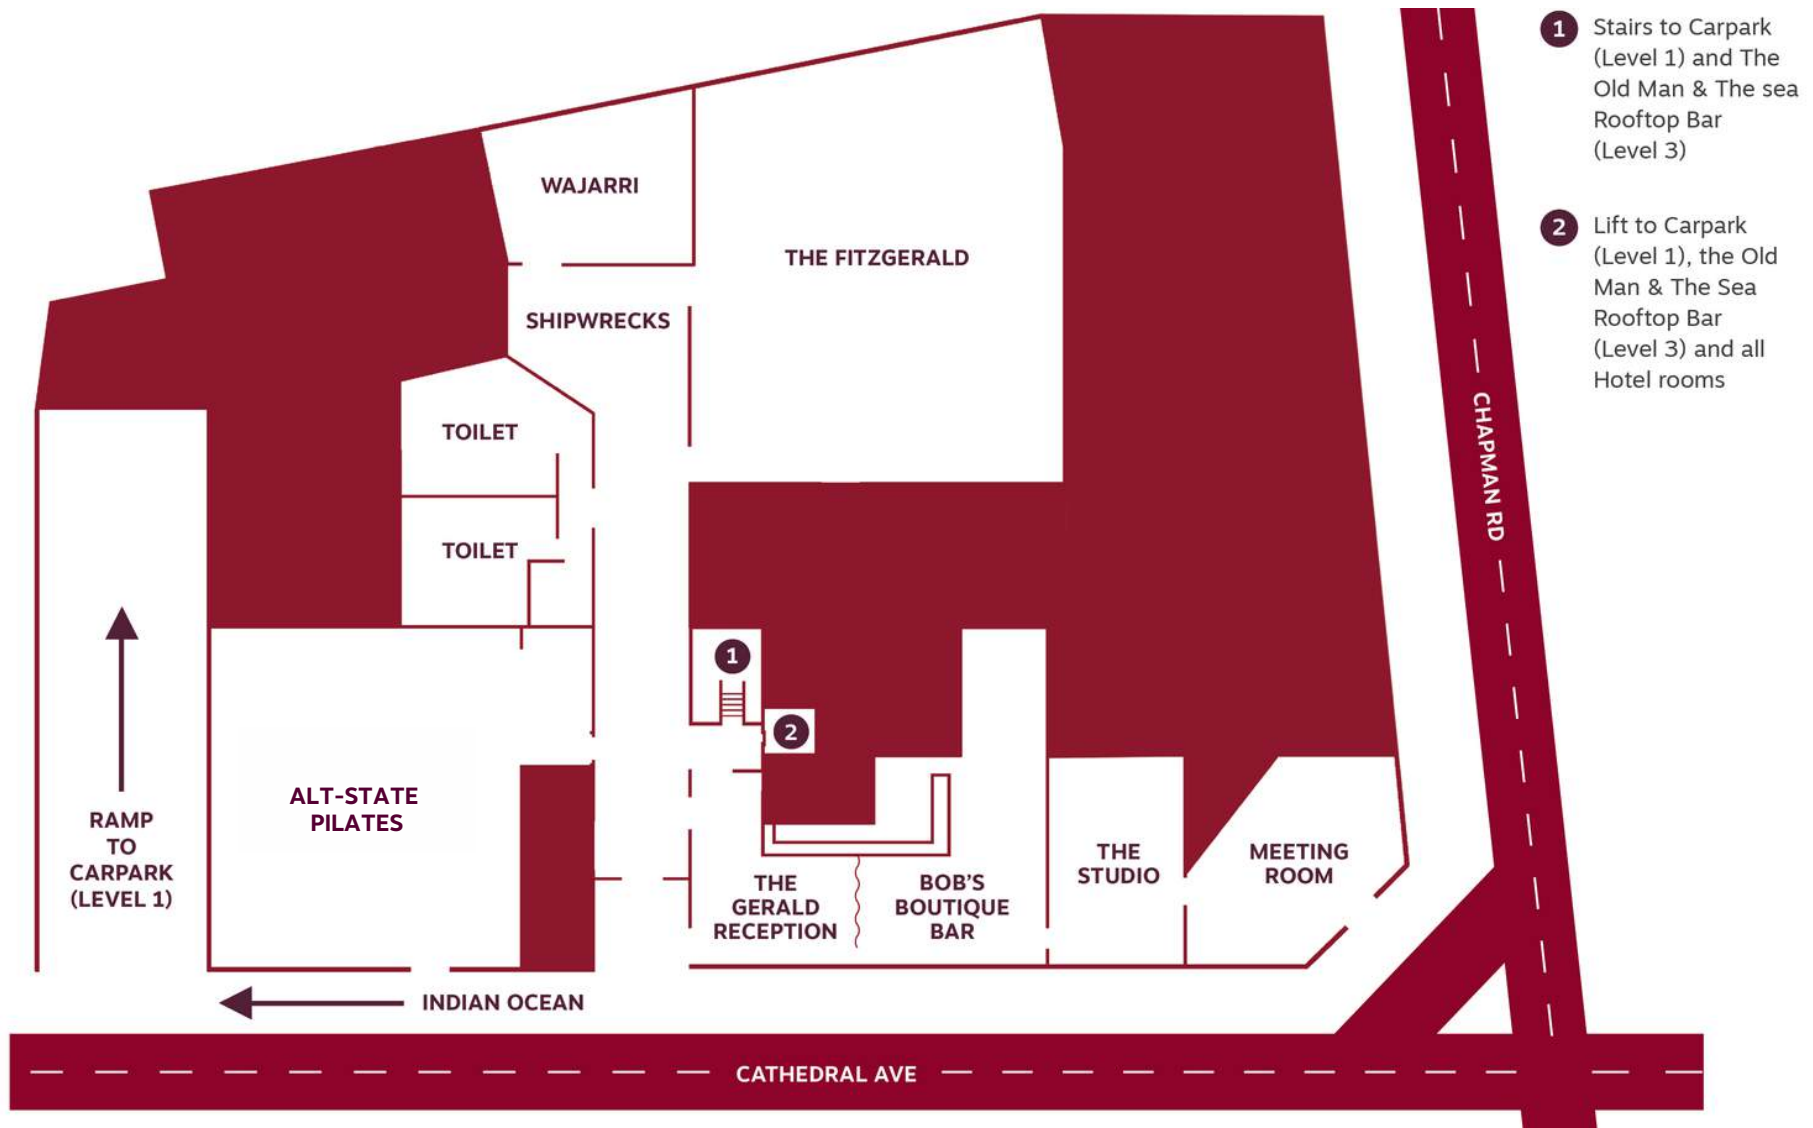 1 Stairs to Carpark
(Level 1) and The
Old Man & The sea
Rooftop Bar
(Level 3)
2 Lift to Carpark
(Level 1), the Old
Man & The Sea
Rooftop Bar
(Level 3) and all
Hotel rooms
WAJARRI
THE FITZGERALD
SHIPWRECKS
TOILET
TOILET
CHAPMAN RD
1
2
ALT-STATE
PILATES
RAMP
TO
CARPARK
(LEVEL 1)
THE
GERALD
RECEPTION
BOB'S
BOUTIQUE
BAR
THE
STUDIO
MEETING
ROOM
INDIAN OCEAN
CATHEDRAL AVE